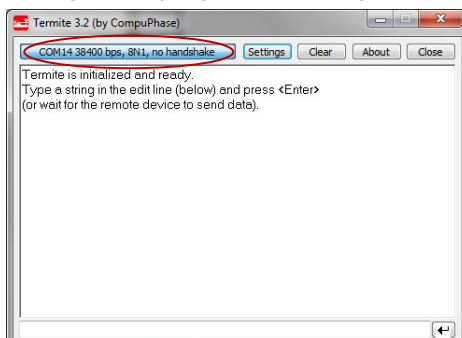 Termite 3.2 (by CompuPhase)
COM14 38400 bps, 8N1, no handshake Settings Clear About Close
Termite is initialized and ready.
Type a string in the edit line (below) and press <Enter>
(or wait for the remote device to send data).